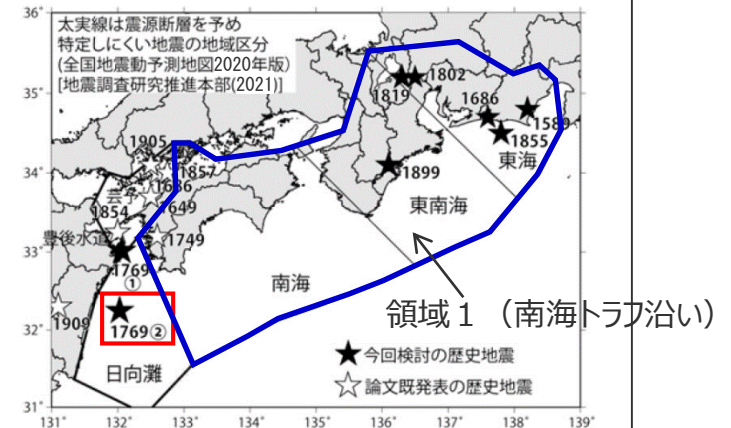 36°
太実線は震源断層を予め
特定しにくい地震の地域区分
(全国地震動予測地図2020年版)
[地震調査研究推進本部(2021)]
35°
1802
1819
1686
1589
1855
東海
1905
34°
1857
1686
芸予
1899
1649
東南海
1854
豊後水道
1749
33°
1769
①
南海
領域1（南海トラフ沿い）
1909
32°
1769②
日向灘
★今回検討の歴史地震
☆論文既発表の歴史地震
31°
131° 132° 133° 134° 135° 136° 137° 138° 139°